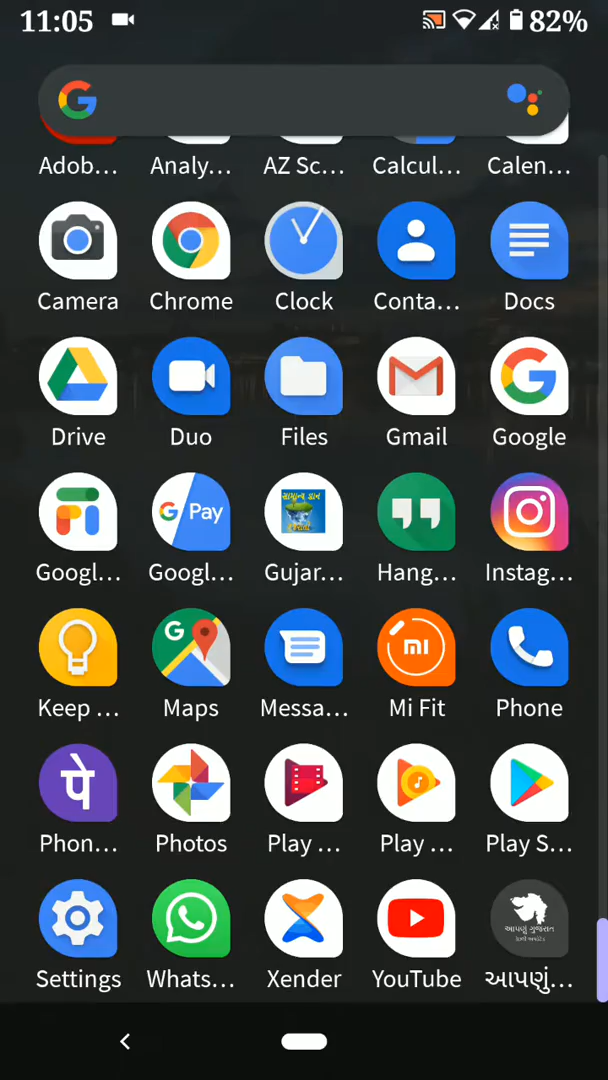 11:05 82%
Adob... Analy... AZ Sc... Calcul... Calen...
Camera Chrome Clock Conta... Docs
Drive Duo Files Gmail Google
G Pay સામાન્ય જ્ઞાન
Googl... Googl... Gujar... Hang... Instag...
Keep ... Maps Messa... Mi Fit Phone
पे
Phon... Photos Play ... Play ... Play S...
આપણું ગુજરાત
Settings Whats... Xender YouTube આપણું...